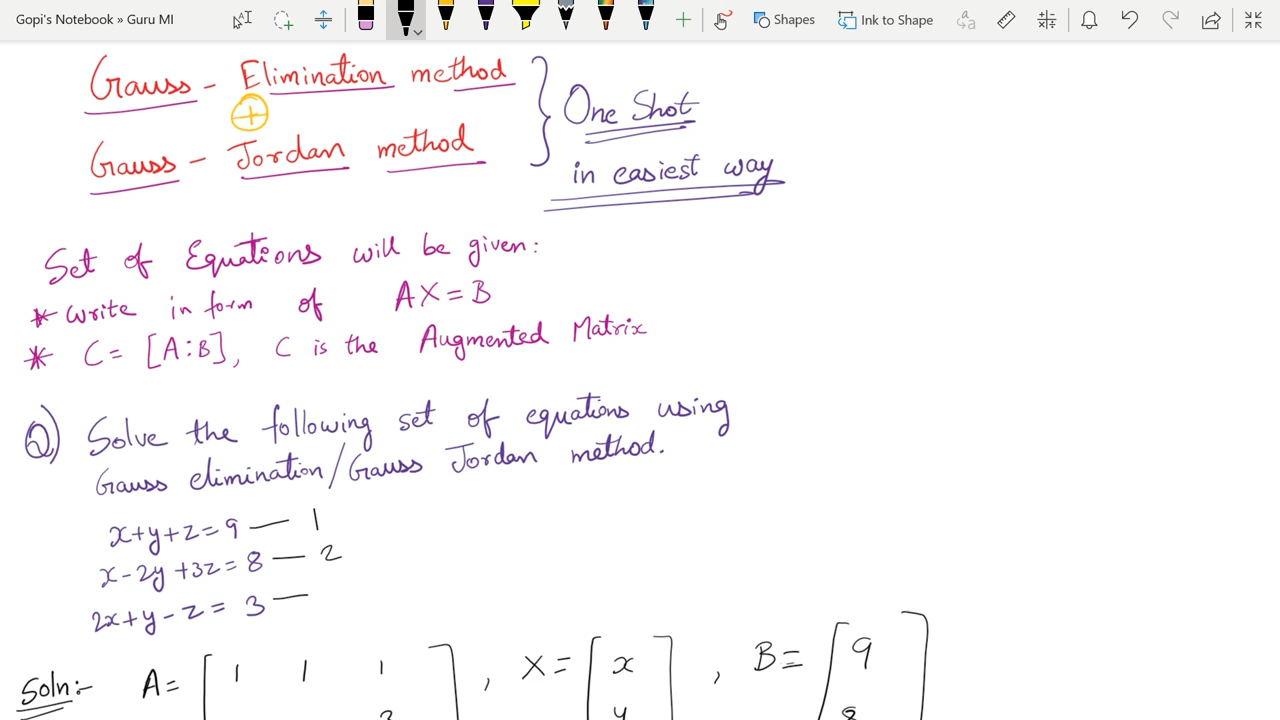 Gopi's Notebook » Guru MI
Shapes
Ink to Shape
Gauss - Elimination method
+
Gauss - Jordan method
} One Shot
in easiest way
Set of Equations will be given:
* Write in form of AX = B
* C = [A:B], C is the Augmented Matrix
Q) Solve the following set of equations using
Gauss elimination/Gauss Jordan method.
x+y+z=9 — 1
x-2y+3z=8 — 2
2x+y-z=3 —
Soln:- A= [ 1 1 1 ] , X = [ x ] , B = [ 9 ]
y